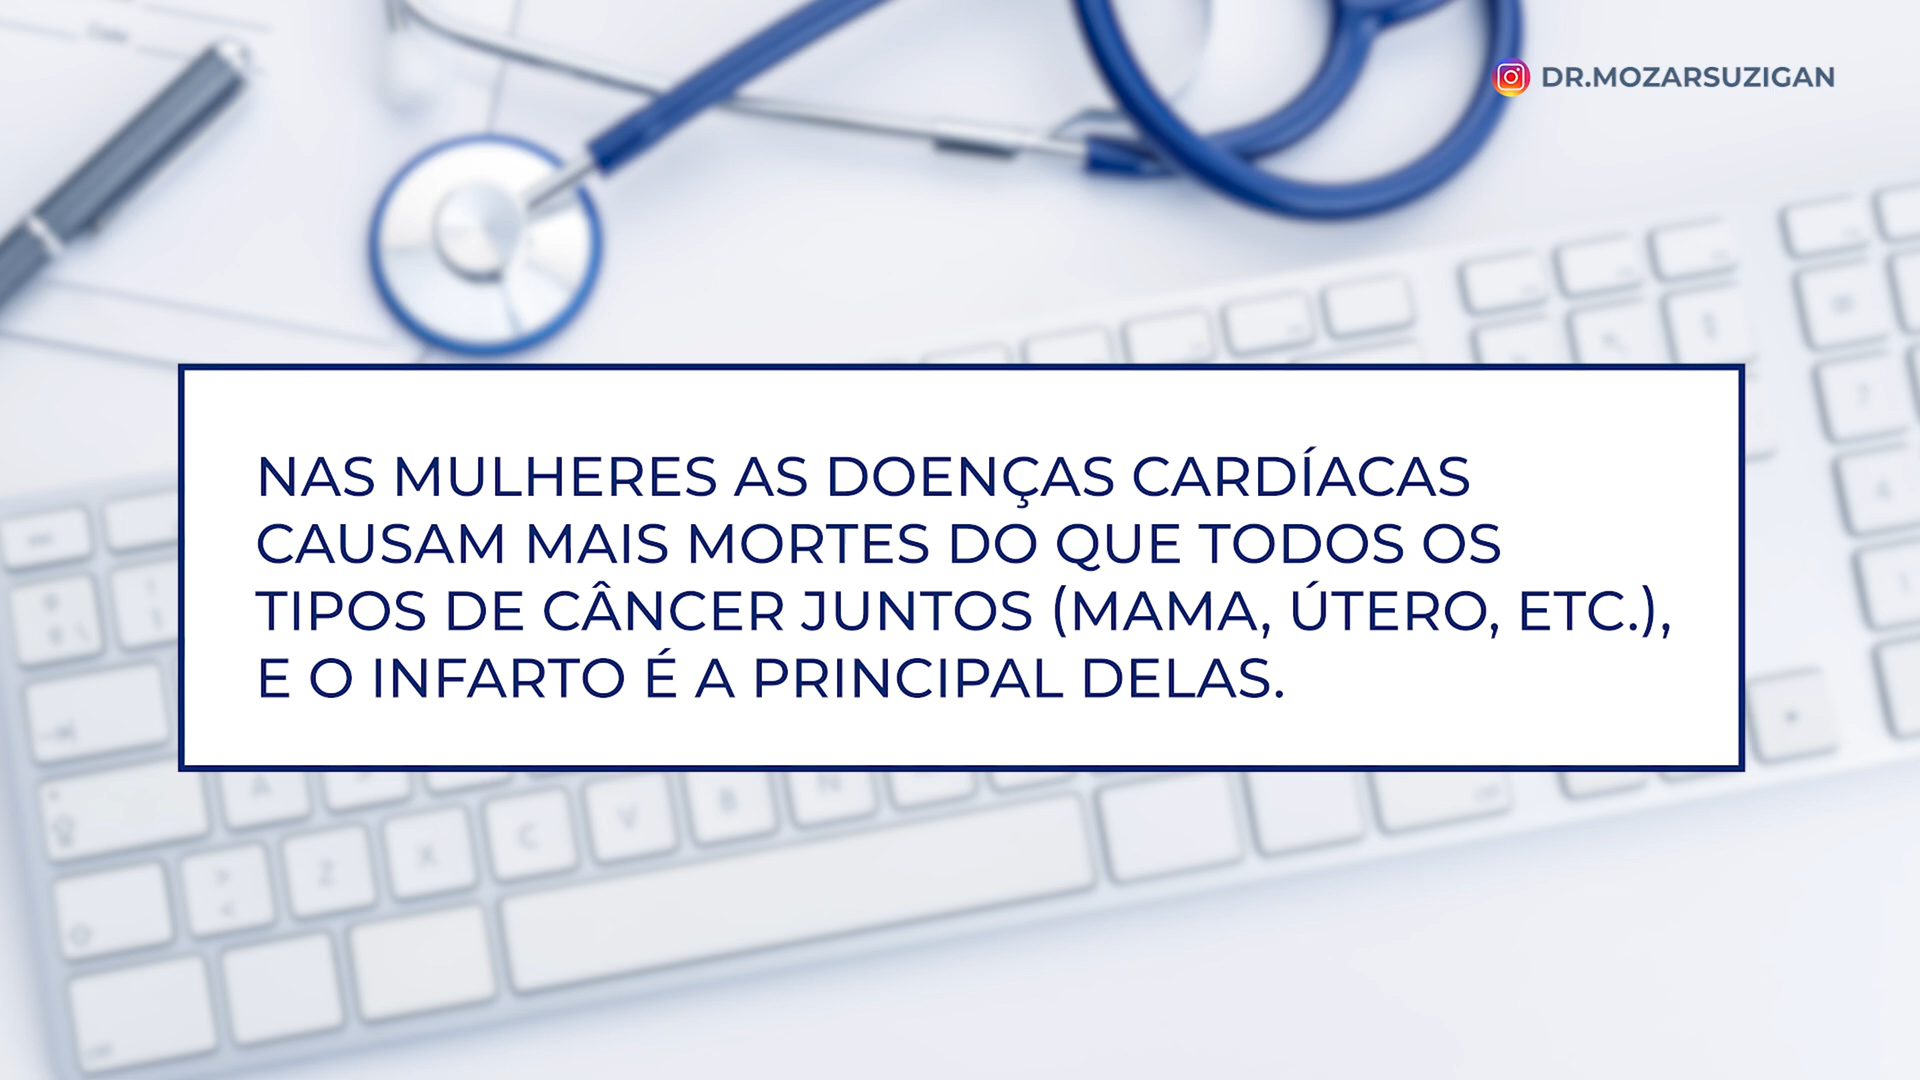 DR.MOZARSUZIGAN
NAS MULHERES AS DOENÇAS CARDÍACAS
CAUSAM MAIS MORTES DO QUE TODOS OS
TIPOS DE CÂNCER JUNTOS (MAMA, ÚTERO, ETC.),
E O INFARTO É A PRINCIPAL DELAS.